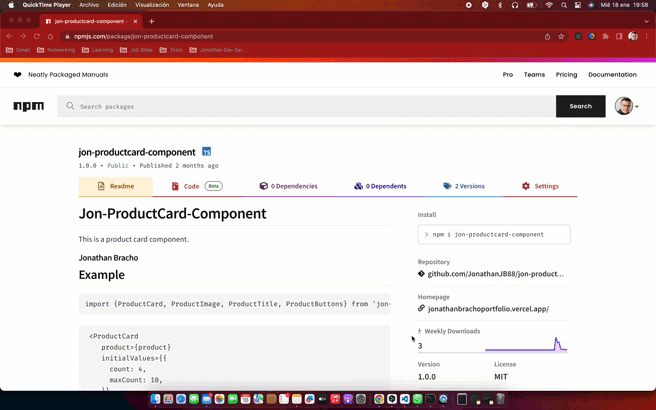 QuickTime Player Archivo Edición Visualización Ventana Ayuda
Mié 18 ene 19:58
jon-productcard-component -
npmjs.com/package/jon-productcard-component
Gmail Networking Learning Job Sites Tools Jonathan Dev Ser...
Neatly Packaged Manuals
Pro Teams Pricing Documentation
npm
Search packages
Search
jon-productcard-component TS
1.0.0 • Public • Published 2 months ago
Readme
Code Beta
0 Dependencies
0 Dependents
2 Versions
Settings
Jon-ProductCard-Component
This is a product card component.
Jonathan Bracho
Example
import {ProductCard, ProductImage, ProductTitle, ProductButtons} from 'jon-
<ProductCard
product={product}
initialValues={{
count: 4,
maxCount: 10,
}}
Install
> npm i jon-productcard-component
Repository
github.com/JonathanJB88/jon-product...
Homepage
jonathanbrachoportfolio.vercel.app/
Weekly Downloads
3
Version
1.0.0
License
MIT